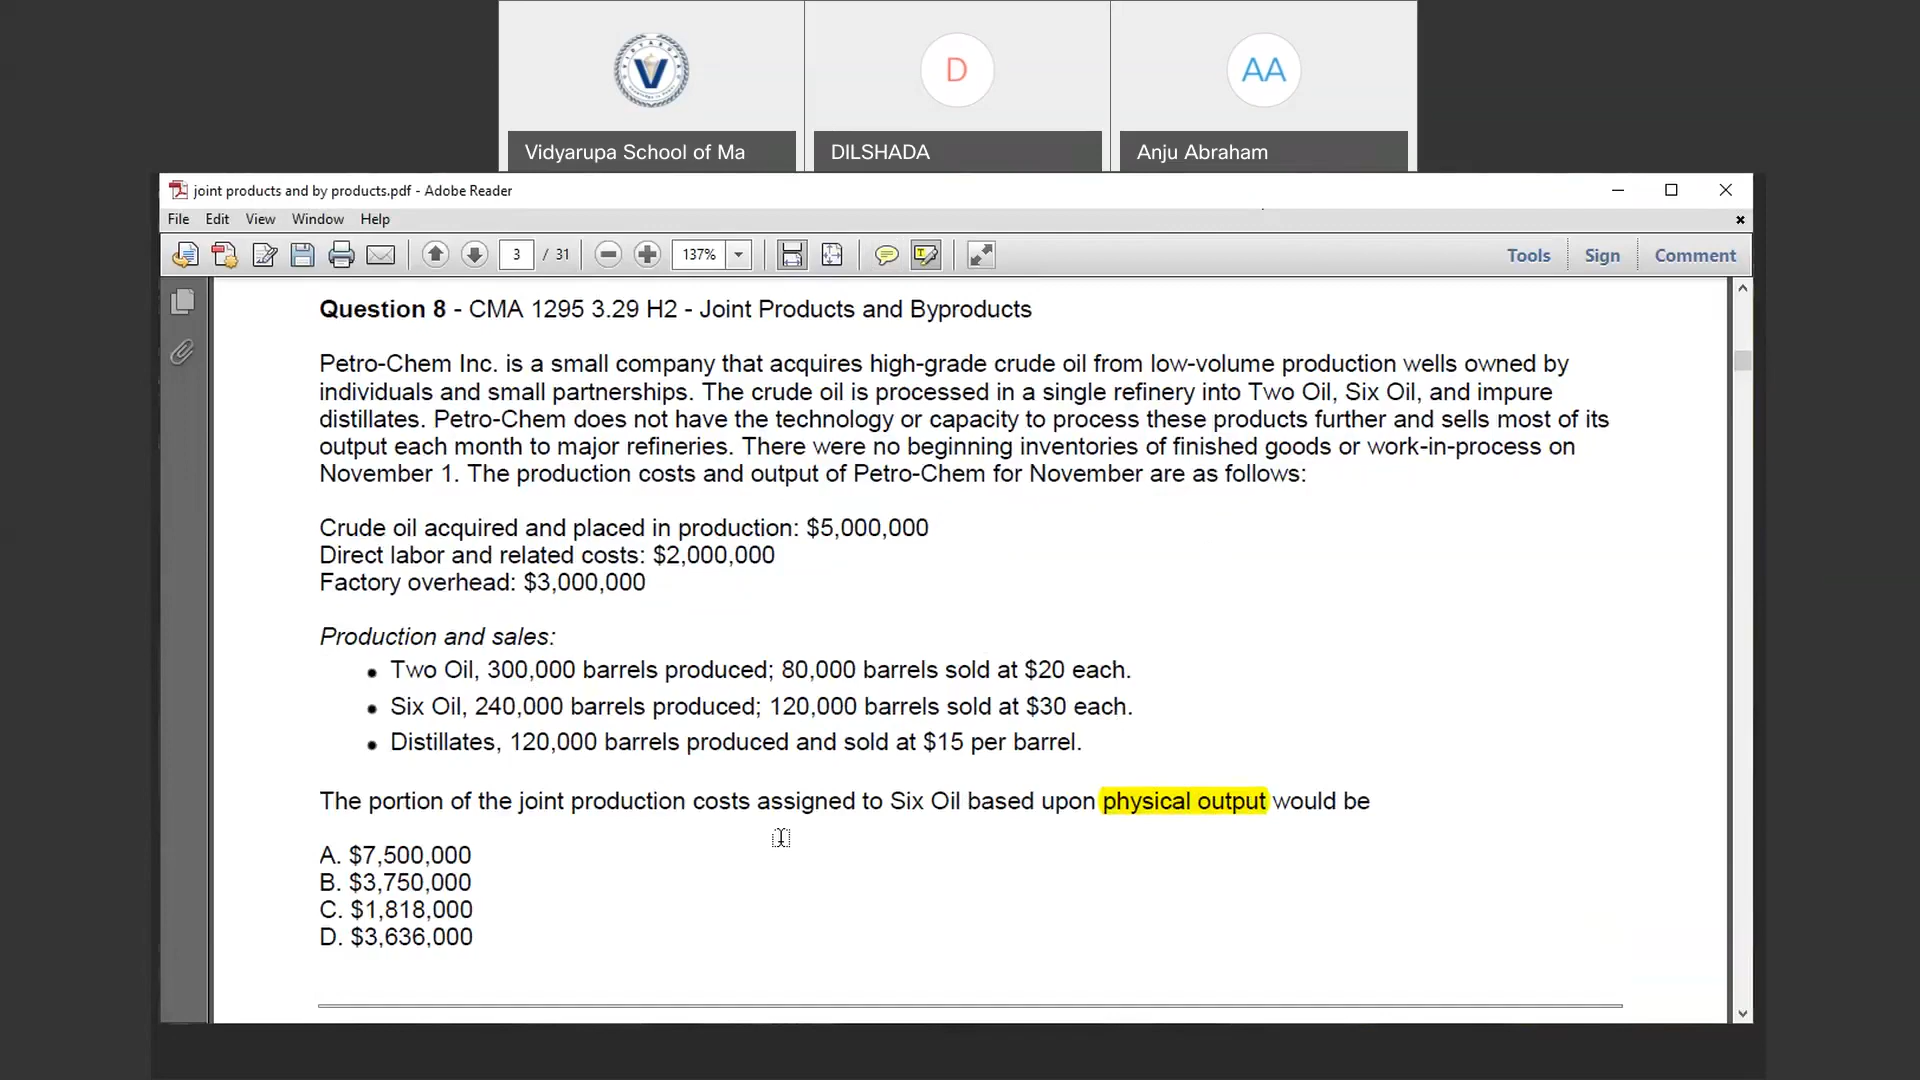 V
D
AA
Vidyarupa School of Ma
DILSHADA
Anju Abraham
joint products and by products.pdf - Adobe Reader
File Edit View Window Help
3 / 31 137% Tools Sign Comment
Question 8 - CMA 1295 3.29 H2 - Joint Products and Byproducts
Petro-Chem Inc. is a small company that acquires high-grade crude oil from low-volume production wells owned by
individuals and small partnerships. The crude oil is processed in a single refinery into Two Oil, Six Oil, and impure
distillates. Petro-Chem does not have the technology or capacity to process these products further and sells most of its
output each month to major refineries. There were no beginning inventories of finished goods or work-in-process on
November 1. The production costs and output of Petro-Chem for November are as follows:
Crude oil acquired and placed in production: $5,000,000
Direct labor and related costs: $2,000,000
Factory overhead: $3,000,000
Production and sales:
• Two Oil, 300,000 barrels produced; 80,000 barrels sold at $20 each.
• Six Oil, 240,000 barrels produced; 120,000 barrels sold at $30 each.
• Distillates, 120,000 barrels produced and sold at $15 per barrel.
The portion of the joint production costs assigned to Six Oil based upon physical output would be
A. $7,500,000
B. $3,750,000
C. $1,818,000
D. $3,636,000